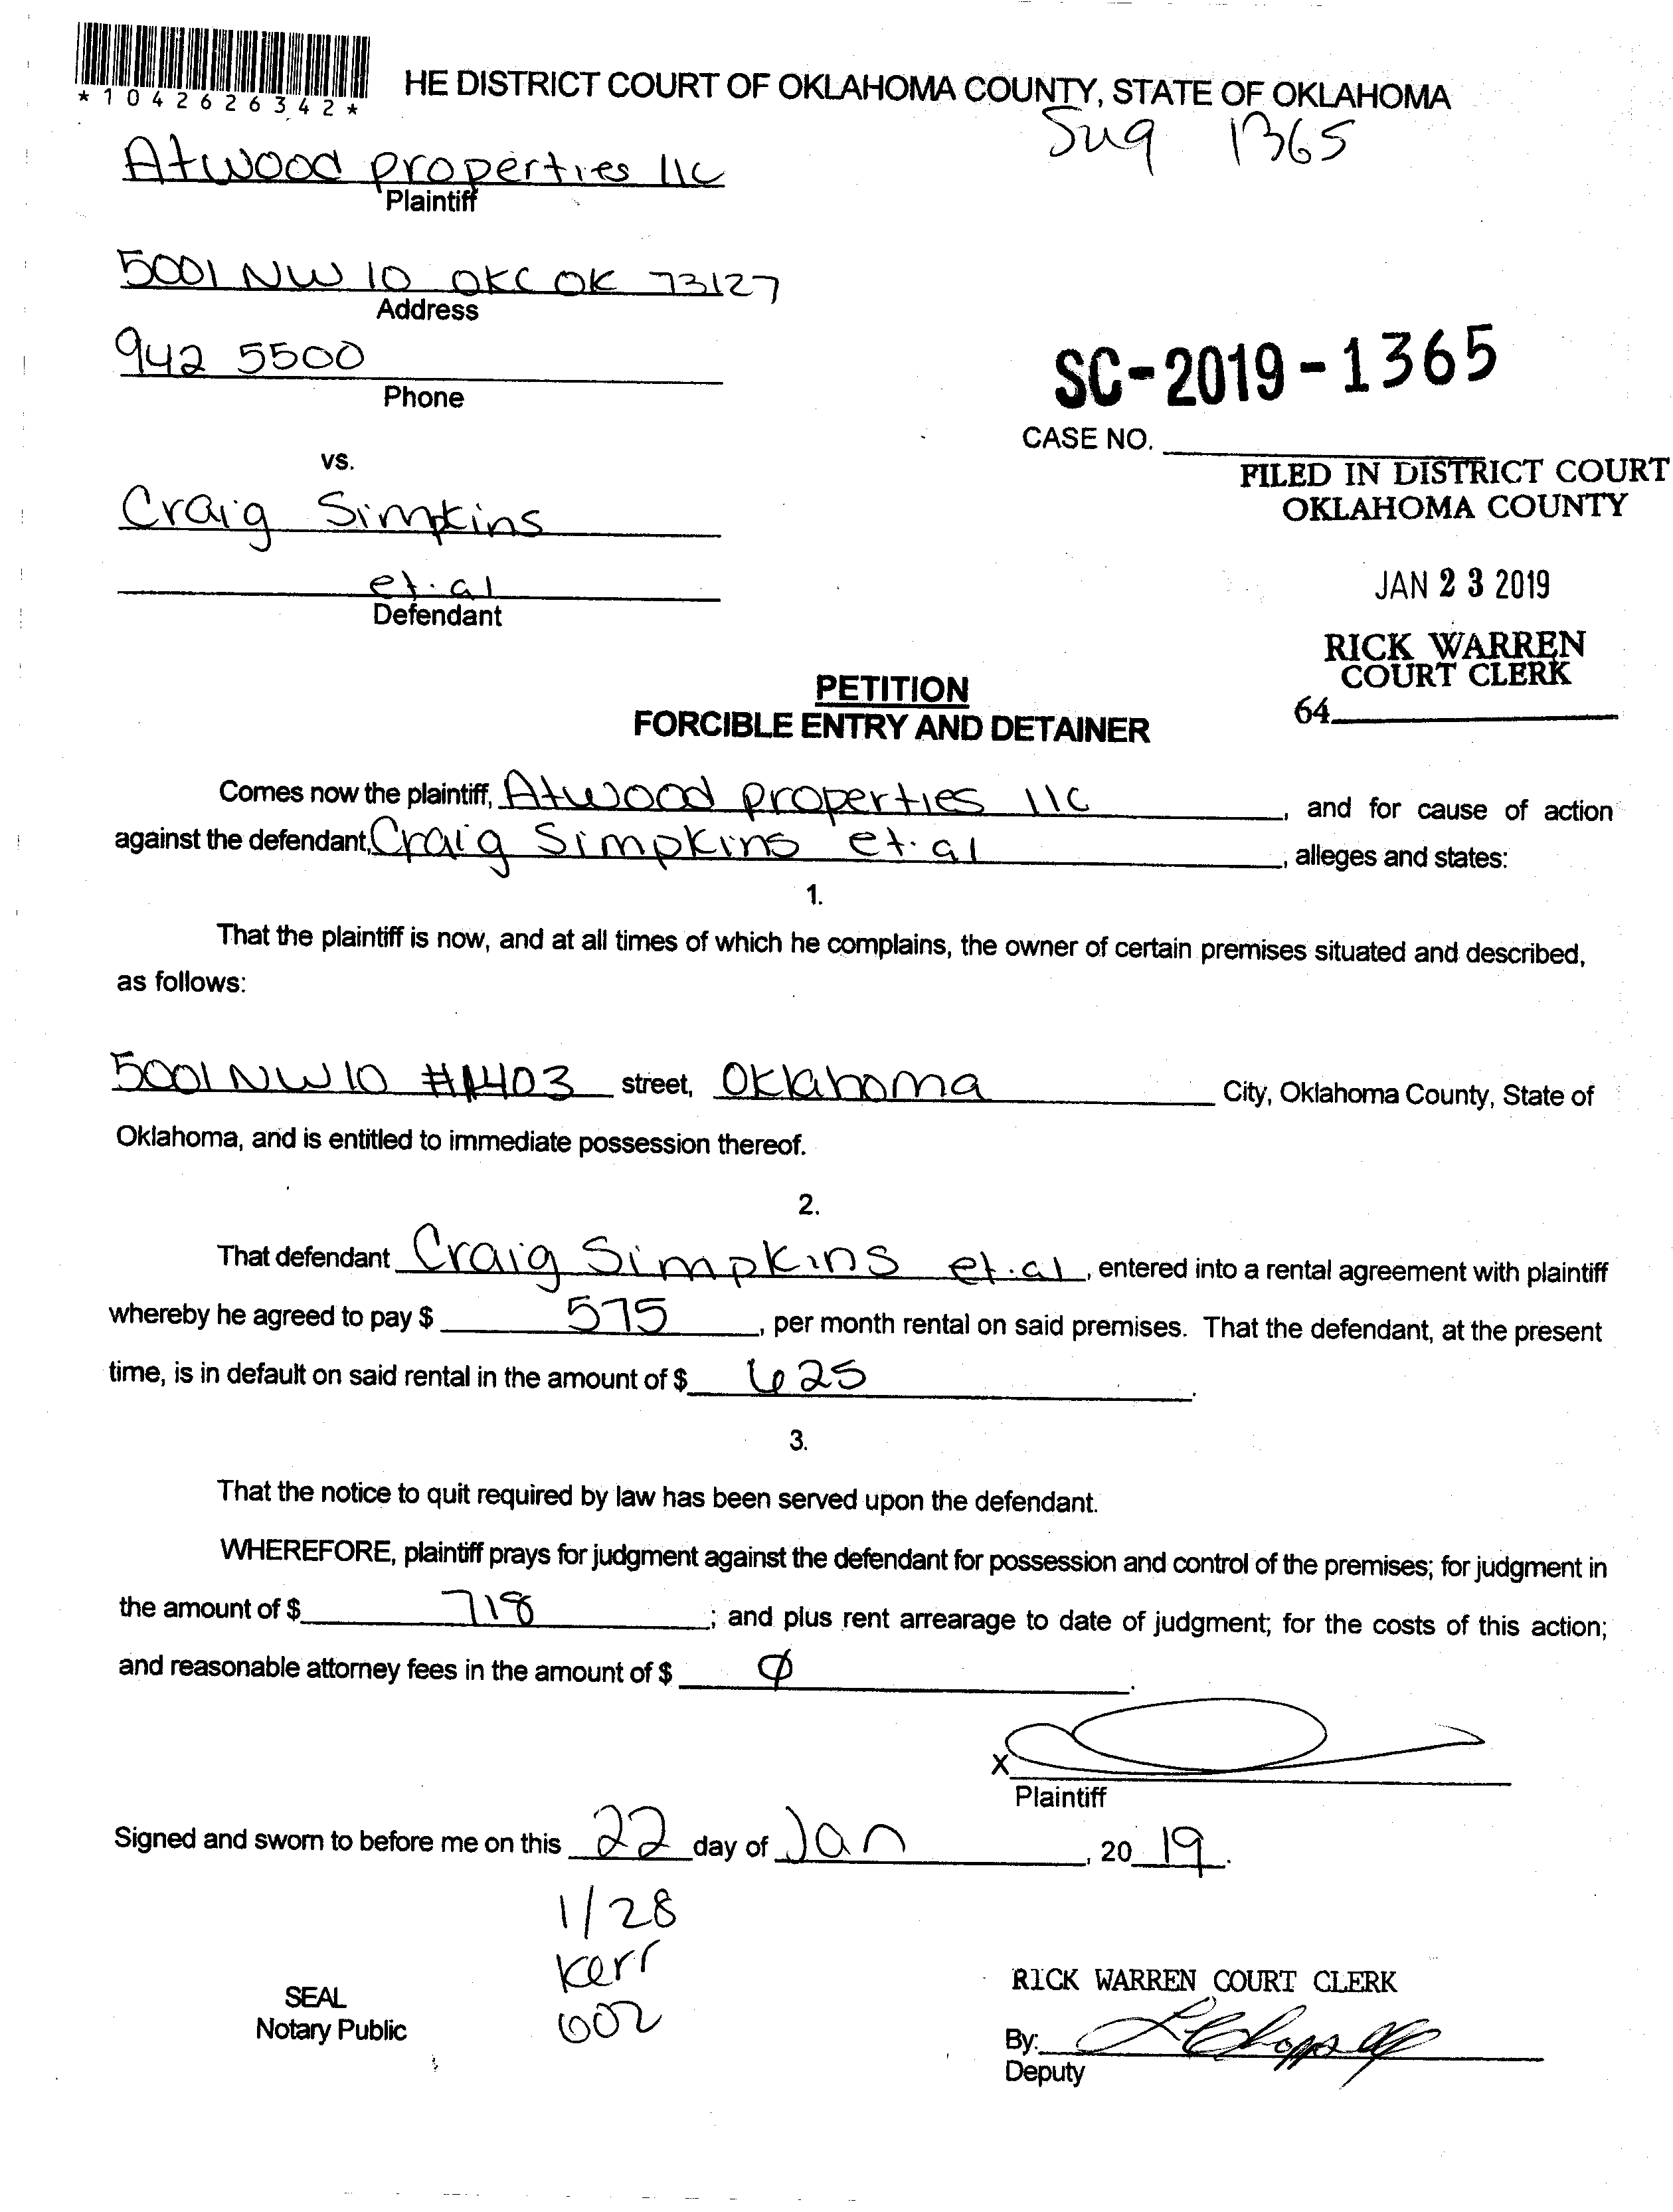 *1042626342*
HE DISTRICT COURT OF OKLAHOMA COUNTY, STATE OF OKLAHOMA
1365
Atwood properties llc
Plaintiff
5001 NW 10 OKC OK 73127
Address
942 5500
Phone
SC-2019-1365
CASE NO.
vs.
FILED IN DISTRICT COURT
OKLAHOMA COUNTY
Craig Simpkins
et.al
Defendant
JAN 23 2019
RICK WARREN
COURT CLERK
64
PETITION
FORCIBLE ENTRY AND DETAINER
Comes now the plaintiff, Atwood properties llc, and for cause of action
against the defendant, Craig Simpkins et.al, alleges and states:
1.
That the plaintiff is now, and at all times of which he complains, the owner of certain premises situated and described,
as follows:
5001 NW 10 #1403 street, Oklahoma City, Oklahoma County, State of
Oklahoma, and is entitled to immediate possession thereof.
2.
That defendant Craig Simpkins et.al, entered into a rental agreement with plaintiff
whereby he agreed to pay $ 575, per month rental on said premises. That the defendant, at the present
time, is in default on said rental in the amount of $ 625.
3.
That the notice to quit required by law has been served upon the defendant.
WHEREFORE, plaintiff prays for judgment against the defendant for possession and control of the premises; for judgment in
the amount of $ 718; and plus rent arrearage to date of judgment; for the costs of this action;
and reasonable attorney fees in the amount of $ Ø.
X
Plaintiff
Signed and sworn to before me on this 22 day of Jan, 20 19.
1/28
Kerr
602
SEAL
Notary Public
RICK WARREN COURT CLERK
By:
Deputy